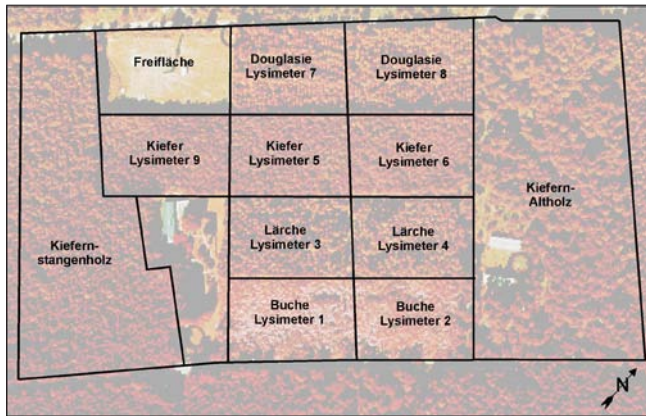 Freifläche
Douglasie
Lysimeter 7
Douglasie
Lysimeter 8
Kiefer
Lysimeter 9
Kiefer
Lysimeter 5
Kiefer
Lysimeter 6
Kiefern-
Altholz
Kiefern-
stangenholz
Lärche
Lysimeter 3
Lärche
Lysimeter 4
Buche
Lysimeter 1
Buche
Lysimeter 2
N